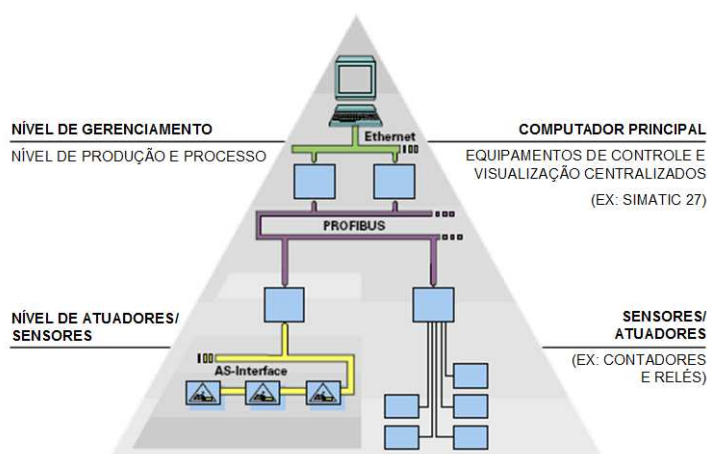 Ethernet
NÍVEL DE GERENCIAMENTO
NÍVEL DE PRODUÇÃO E PROCESSO
COMPUTADOR PRINCIPAL
EQUIPAMENTOS DE CONTROLE E
VISUALIZAÇÃO CENTRALIZADOS
(EX: SIMATIC 27)
PROFIBUS
NÍVEL DE ATUADORES/
SENSORES
SENSORES/
ATUADORES
(EX: CONTADORES
E RELÉS)
AS-Interface